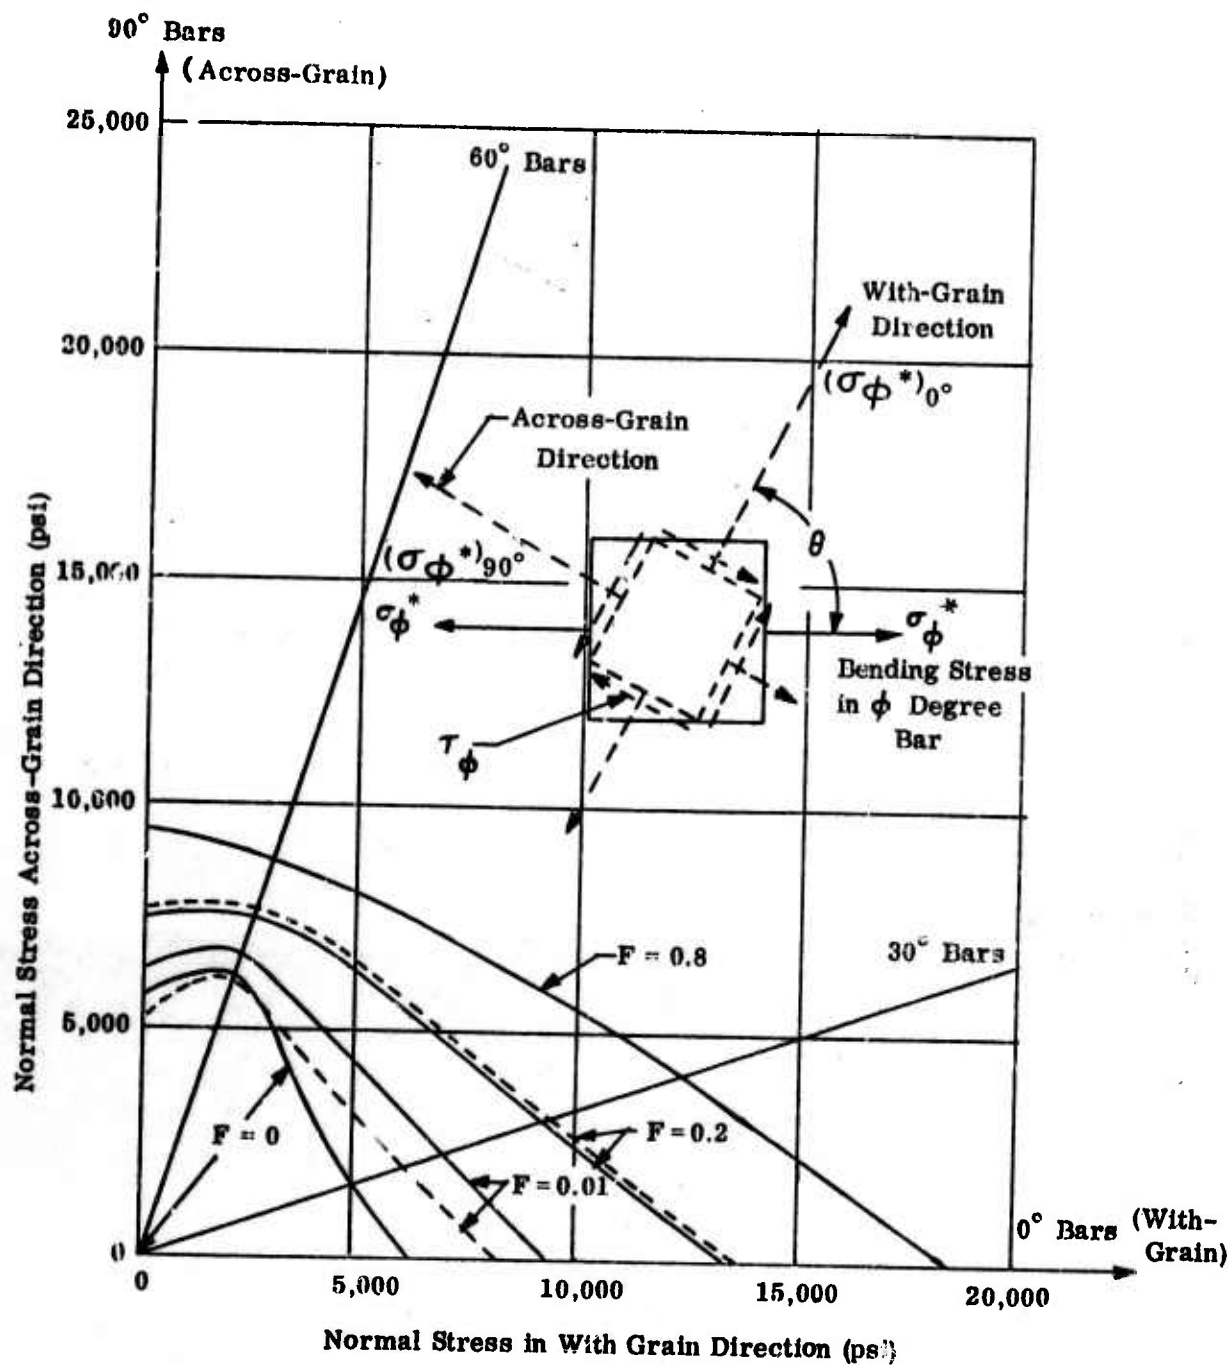 90° Bars
(Across-Grain)
25,000
60° Bars
With-Grain
Direction
20,000
(σϕ*)0°
Across-Grain
Direction
θ
(σϕ*)90°
15,000
σϕ*
σϕ*
Bending Stress
in ϕ Degree
Bar
τϕ
10,000
F = 0.8
30° Bars
5,000
F = 0
F = 0.2
F = 0.01
0° Bars (With-
Grain)
0
0
5,000
10,000
15,000
20,000
Normal Stress in With Grain Direction (psi)
Normal Stress Across-Grain Direction (psi)